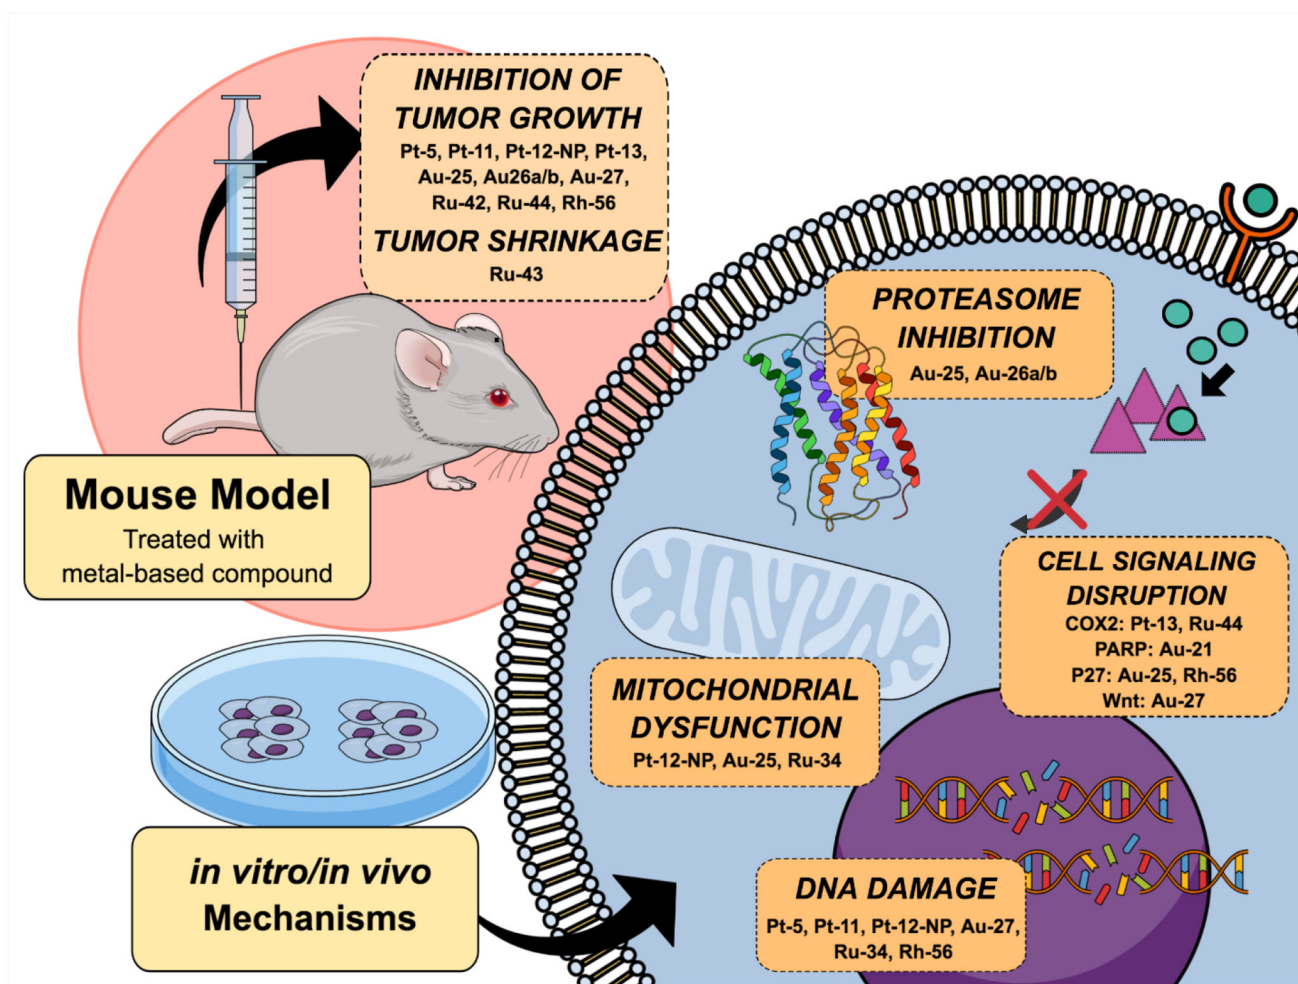 INHIBITION OF
TUMOR GROWTH
Pt-5, Pt-11, Pt-12-NP, Pt-13,
Au-25, Au26a/b, Au-27,
Ru-42, Ru-44, Rh-56
TUMOR SHRINKAGE
Ru-43
Mouse Model
Treated with
metal-based compound
in vitro/in vivo
Mechanisms
PROTEASOME
INHIBITION
Au-25, Au-26a/b
CELL SIGNALING
DISRUPTION
COX2: Pt-13, Ru-44
PARP: Au-21
P27: Au-25, Rh-56
Wnt: Au-27
MITOCHONDRIAL
DYSFUNCTION
Pt-12-NP, Au-25, Ru-34
DNA DAMAGE
Pt-5, Pt-11, Pt-12-NP, Au-27,
Ru-34, Rh-56